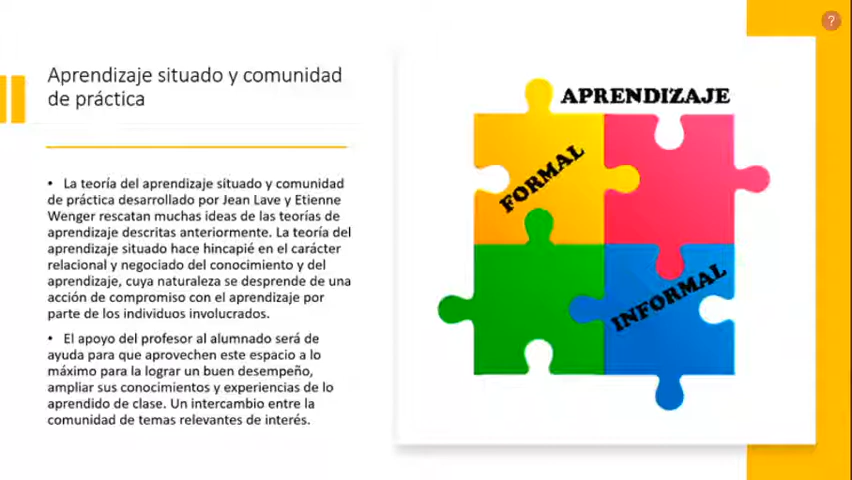 Aprendizaje situado y comunidad
de práctica
• La teoría del aprendizaje situado y comunidad
de práctica desarrollado por Jean Lave y Etienne
Wenger rescatan muchas ideas de las teorías de
aprendizaje descritas anteriormente. La teoría del
aprendizaje situado hace hincapié en el carácter
relacional y negociado del conocimiento y del
aprendizaje, cuya naturaleza se desprende de una
acción de compromiso con el aprendizaje por
parte de los individuos involucrados.
• El apoyo del profesor al alumnado será de
ayuda para que aprovechen este espacio a lo
máximo para la lograr un buen desempeño,
ampliar sus conocimientos y experiencias de lo
aprendido de clase. Un intercambio entre la
comunidad de temas relevantes de interés.
APRENDIZAJE
FORMAL
INFORMAL
?